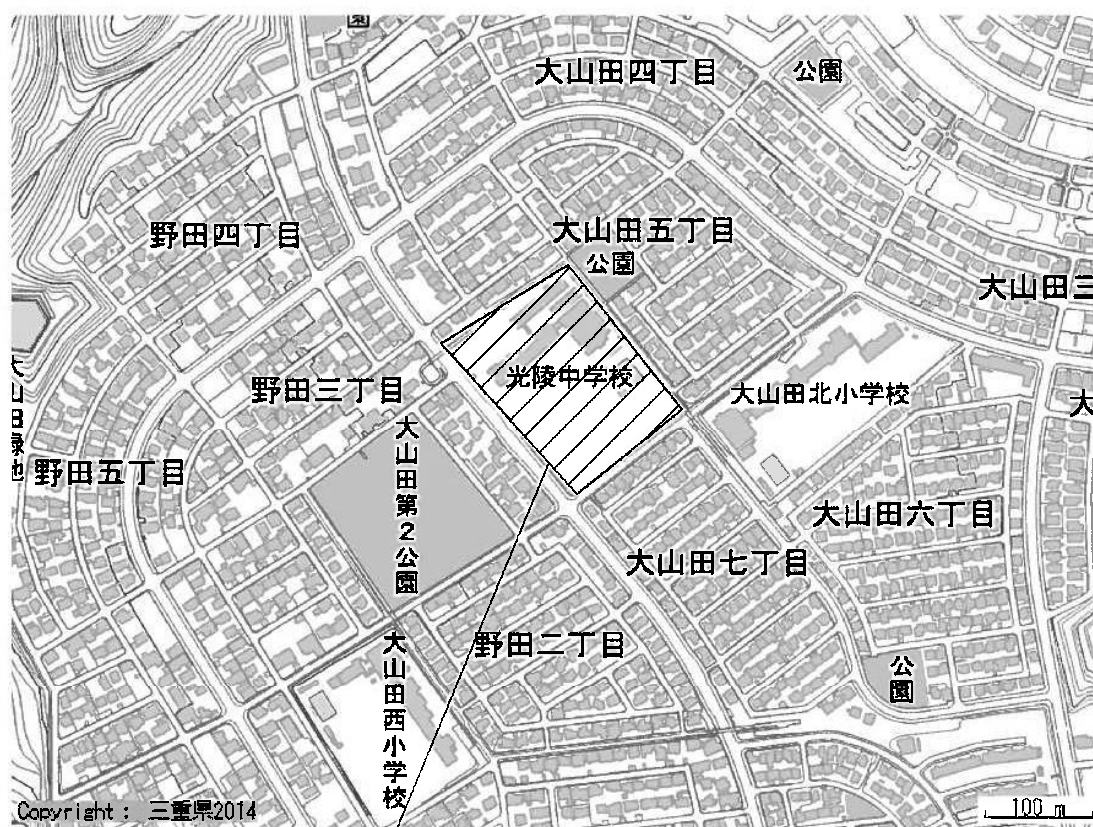 園
大山田四丁目
公園
野田四丁目
大山田五丁目
公園
大山田三
野田三丁目
光陵中学校
大山田北小学校
大
大山田緑地
大山田第2公園
野田五丁目
大山田六丁目
大山田七丁目
野田二丁目
大山田西小学校
公園
Copyright : 三重県2014
100 m